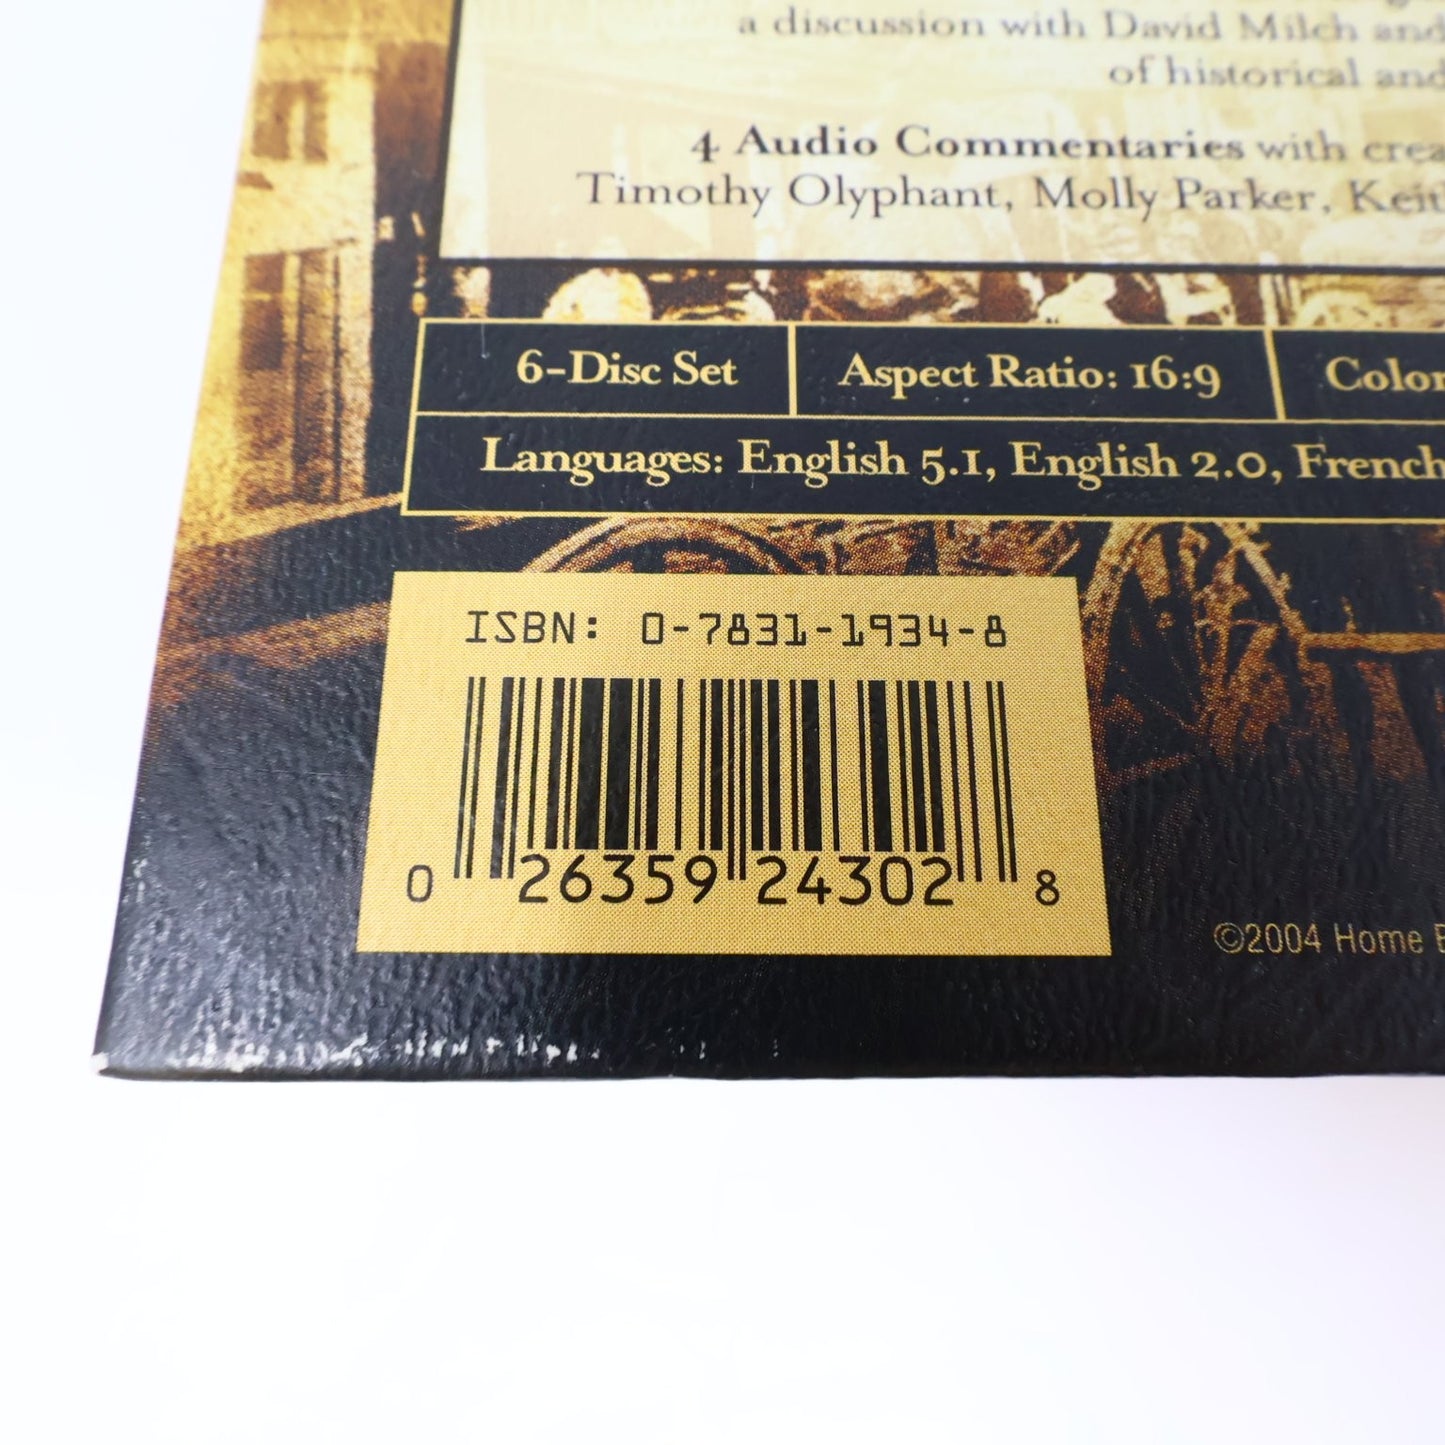 a discussion with David Milch and
of historical and
4 Audio Commentaries with crea
Timothy Olyphant, Molly Parker, Keit
6-Disc Set
Aspect Ratio: 16:9
Color
Languages: English 5.1, English 2.0, French
ISBN: 0-7831-1934-8
0 26359 24302 8
©2004 Home